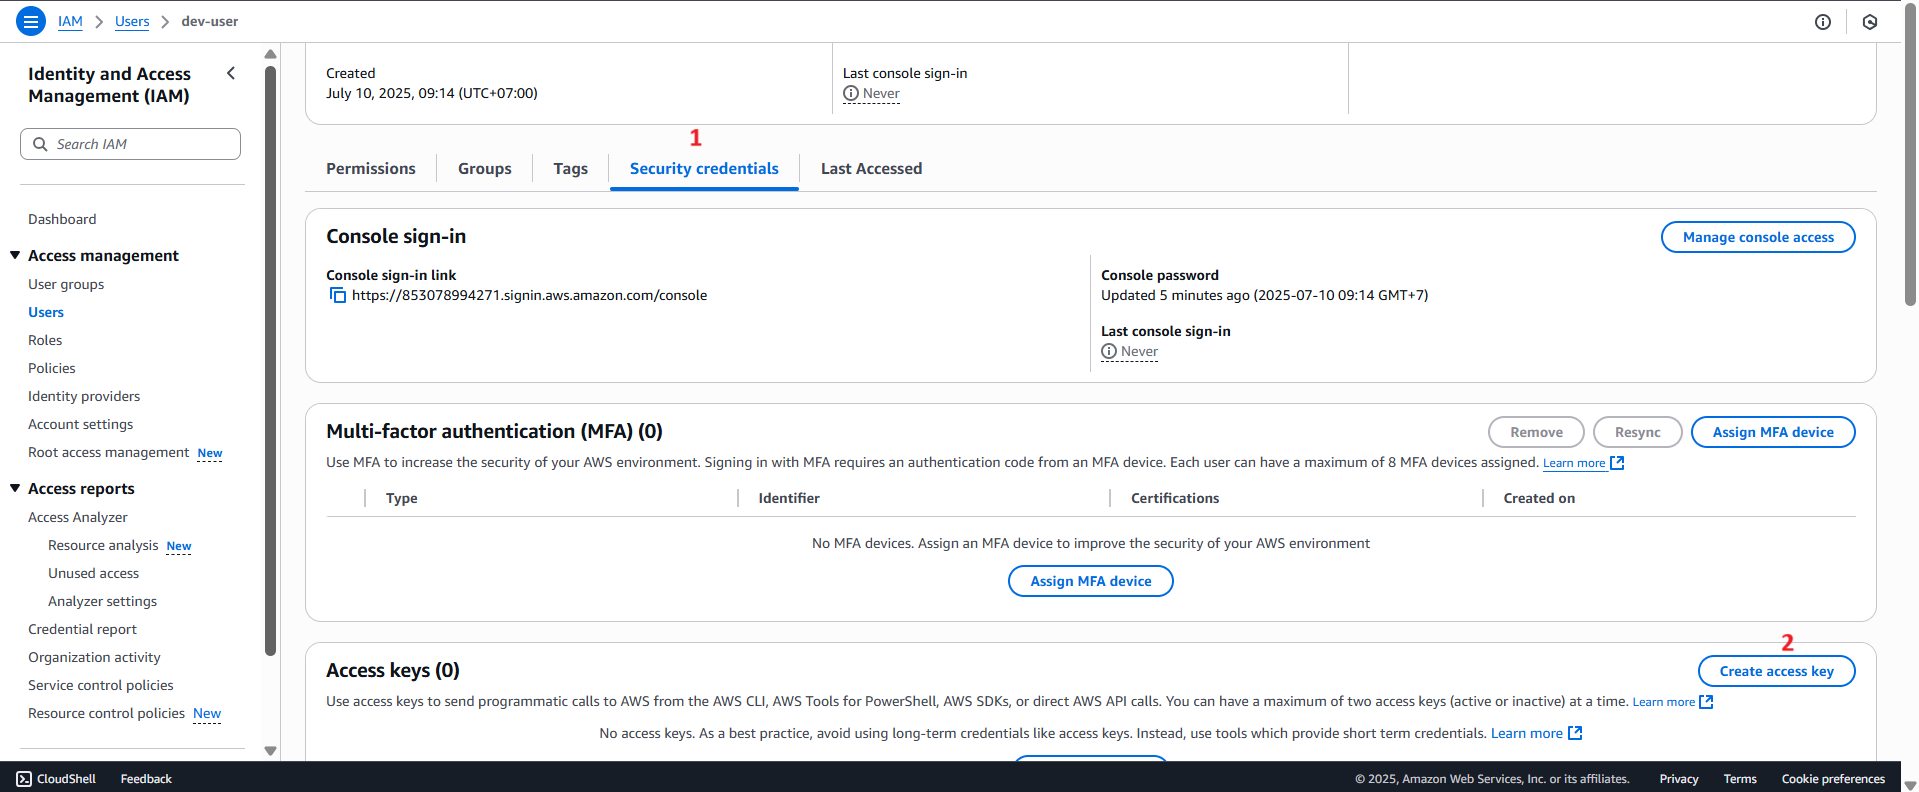 IAM > Users > dev-user
Identity and Access
Management (IAM)
Search IAM
Dashboard
Access management
User groups
Users
Roles
Policies
Identity providers
Account settings
Root access management New
Access reports
Access Analyzer
Resource analysis New
Unused access
Analyzer settings
Credential report
Organization activity
Service control policies
Resource control policies New
Created
July 10, 2025, 09:14 (UTC+07:00)
Last console sign-in
Never
1
Permissions Groups Tags Security credentials Last Accessed
Console sign-in
Manage console access
Console sign-in link
https://853078994271.signin.aws.amazon.com/console
Console password
Updated 5 minutes ago (2025-07-10 09:14 GMT+7)
Last console sign-in
Never
Multi-factor authentication (MFA) (0)
Remove Resync Assign MFA device
Use MFA to increase the security of your AWS environment. Signing in with MFA requires an authentication code from an MFA device. Each user can have a maximum of 8 MFA devices assigned. Learn more
Type Identifier Certifications Created on
No MFA devices. Assign an MFA device to improve the security of your AWS environment
Assign MFA device
2
Access keys (0)
Create access key
Use access keys to send programmatic calls to AWS from the AWS CLI, AWS Tools for PowerShell, AWS SDKs, or direct AWS API calls. You can have a maximum of two access keys (active or inactive) at a time. Learn more
No access keys. As a best practice, avoid using long-term credentials like access keys. Instead, use tools which provide short term credentials. Learn more
CloudShell Feedback
© 2025, Amazon Web Services, Inc. or its affiliates. Privacy Terms Cookie preferences